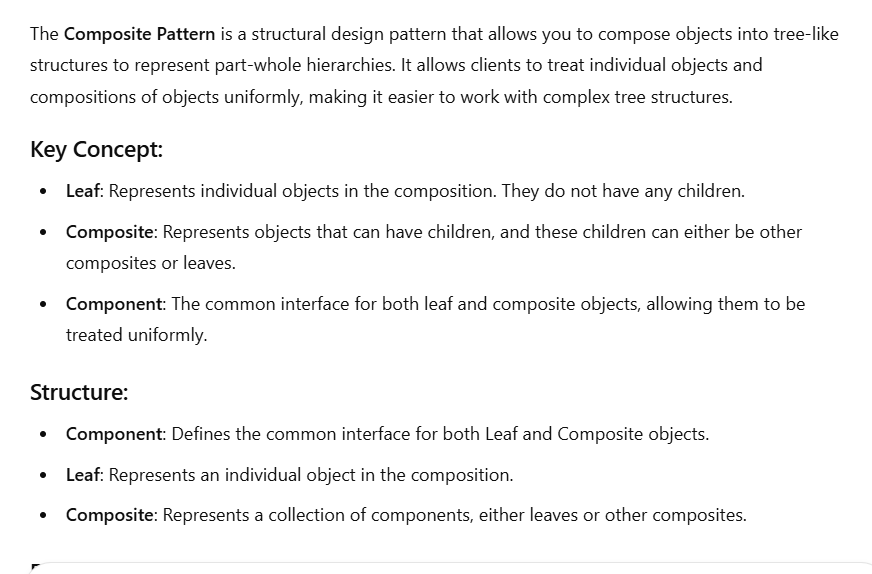 The Composite Pattern is a structural design pattern that allows you to compose objects into tree-like
structures to represent part-whole hierarchies. It allows clients to treat individual objects and
compositions of objects uniformly, making it easier to work with complex tree structures.
Key Concept:
• Leaf: Represents individual objects in the composition. They do not have any children.
• Composite: Represents objects that can have children, and these children can either be other
composites or leaves.
• Component: The common interface for both leaf and composite objects, allowing them to be
treated uniformly.
Structure:
• Component: Defines the common interface for both Leaf and Composite objects.
• Leaf: Represents an individual object in the composition.
• Composite: Represents a collection of components, either leaves or other composites.